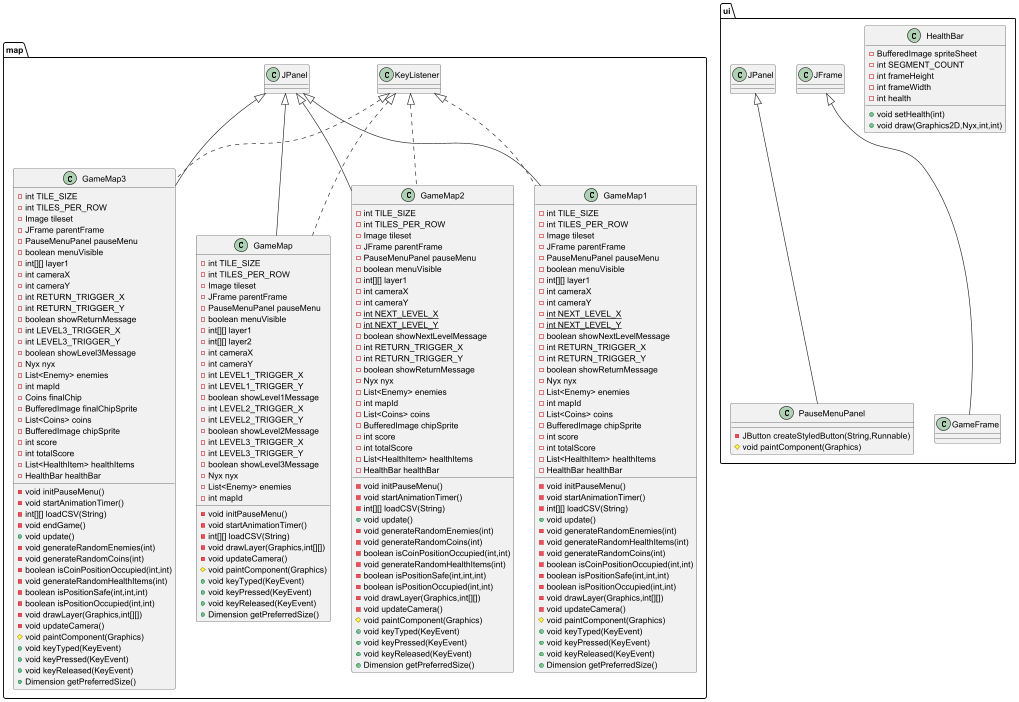 map
C JPanel
C KeyListener
C GameMap3
int TILE_SIZE
int TILES_PER_ROW
Image tileset
JFrame parentFrame
PauseMenuPanel pauseMenu
boolean menuVisible
int[][] layer1
int cameraX
int cameraY
int RETURN_TRIGGER_X
int RETURN_TRIGGER_Y
boolean showReturnMessage
int LEVEL3_TRIGGER_X
int LEVEL3_TRIGGER_Y
boolean showLevel3Message
Nyx nyx
List<Enemy> enemies
int mapId
Coins finalChip
BufferedImage finalChipSprite
List<Coins> coins
BufferedImage chipSprite
int score
int totalScore
List<HealthItem> healthItems
HealthBar healthBar
void initPauseMenu()
void startAnimationTimer()
int[][] loadCSV(String)
void endGame()
void update()
void generateRandomEnemies(int)
void generateRandomCoins(int)
boolean isCoinPositionOccupied(int,int)
void generateRandomHealthItems(int)
boolean isPositionSafe(int,int,int)
boolean isPositionOccupied(int,int)
void drawLayer(Graphics,int[][])
void updateCamera()
void paintComponent(Graphics)
void keyTyped(KeyEvent)
void keyPressed(KeyEvent)
void keyReleased(KeyEvent)
Dimension getPreferredSize()
C GameMap
int TILE_SIZE
int TILES_PER_ROW
Image tileset
JFrame parentFrame
PauseMenuPanel pauseMenu
boolean menuVisible
int[][] layer1
int[][] layer2
int cameraX
int cameraY
int LEVEL1_TRIGGER_X
int LEVEL1_TRIGGER_Y
boolean showLevel1Message
int LEVEL2_TRIGGER_X
int LEVEL2_TRIGGER_Y
boolean showLevel2Message
int LEVEL3_TRIGGER_X
int LEVEL3_TRIGGER_Y
boolean showLevel3Message
Nyx nyx
List<Enemy> enemies
int mapId
void initPauseMenu()
void startAnimationTimer()
int[][] loadCSV(String)
void drawLayer(Graphics,int[][])
void updateCamera()
void paintComponent(Graphics)
void keyTyped(KeyEvent)
void keyPressed(KeyEvent)
void keyReleased(KeyEvent)
Dimension getPreferredSize()
C GameMap2
int TILE_SIZE
int TILES_PER_ROW
Image tileset
JFrame parentFrame
PauseMenuPanel pauseMenu
boolean menuVisible
int[][] layer1
int cameraX
int cameraY
int NEXT_LEVEL_X
int NEXT_LEVEL_Y
boolean showNextLevelMessage
int RETURN_TRIGGER_X
int RETURN_TRIGGER_Y
boolean showReturnMessage
Nyx nyx
List<Enemy> enemies
int mapId
List<Coins> coins
BufferedImage chipSprite
int score
int totalScore
List<HealthItem> healthItems
HealthBar healthBar
void initPauseMenu()
void startAnimationTimer()
int[][] loadCSV(String)
void update()
void generateRandomEnemies(int)
void generateRandomCoins(int)
boolean isCoinPositionOccupied(int,int)
void generateRandomHealthItems(int)
boolean isPositionSafe(int,int,int)
boolean isPositionOccupied(int,int)
void drawLayer(Graphics,int[][])
void updateCamera()
void paintComponent(Graphics)
void keyTyped(KeyEvent)
void keyPressed(KeyEvent)
void keyReleased(KeyEvent)
Dimension getPreferredSize()
C GameMap1
int TILE_SIZE
int TILES_PER_ROW
Image tileset
JFrame parentFrame
PauseMenuPanel pauseMenu
boolean menuVisible
int[][] layer1
int cameraX
int cameraY
int NEXT_LEVEL_X
int NEXT_LEVEL_Y
boolean showNextLevelMessage
int RETURN_TRIGGER_X
int RETURN_TRIGGER_Y
boolean showReturnMessage
Nyx nyx
List<Enemy> enemies
int mapId
List<Coins> coins
BufferedImage chipSprite
int score
int totalScore
List<HealthItem> healthItems
HealthBar healthBar
void initPauseMenu()
void startAnimationTimer()
int[][] loadCSV(String)
void update()
void generateRandomEnemies(int)
void generateRandomHealthItems(int)
void generateRandomCoins(int)
boolean isCoinPositionOccupied(int,int)
boolean isPositionSafe(int,int,int)
boolean isPositionOccupied(int,int)
void drawLayer(Graphics,int[][])
void updateCamera()
void paintComponent(Graphics)
void keyTyped(KeyEvent)
void keyPressed(KeyEvent)
void keyReleased(KeyEvent)
Dimension getPreferredSize()
ui
C JPanel
C JFrame
C HealthBar
BufferedImage spriteSheet
int SEGMENT_COUNT
int frameHeight
int frameWidth
int health
void setHealth(int)
void draw(Graphics2D,Nyx,int,int)
C PauseMenuPanel
JButton createStyledButton(String,Runnable)
void paintComponent(Graphics)
C GameFrame